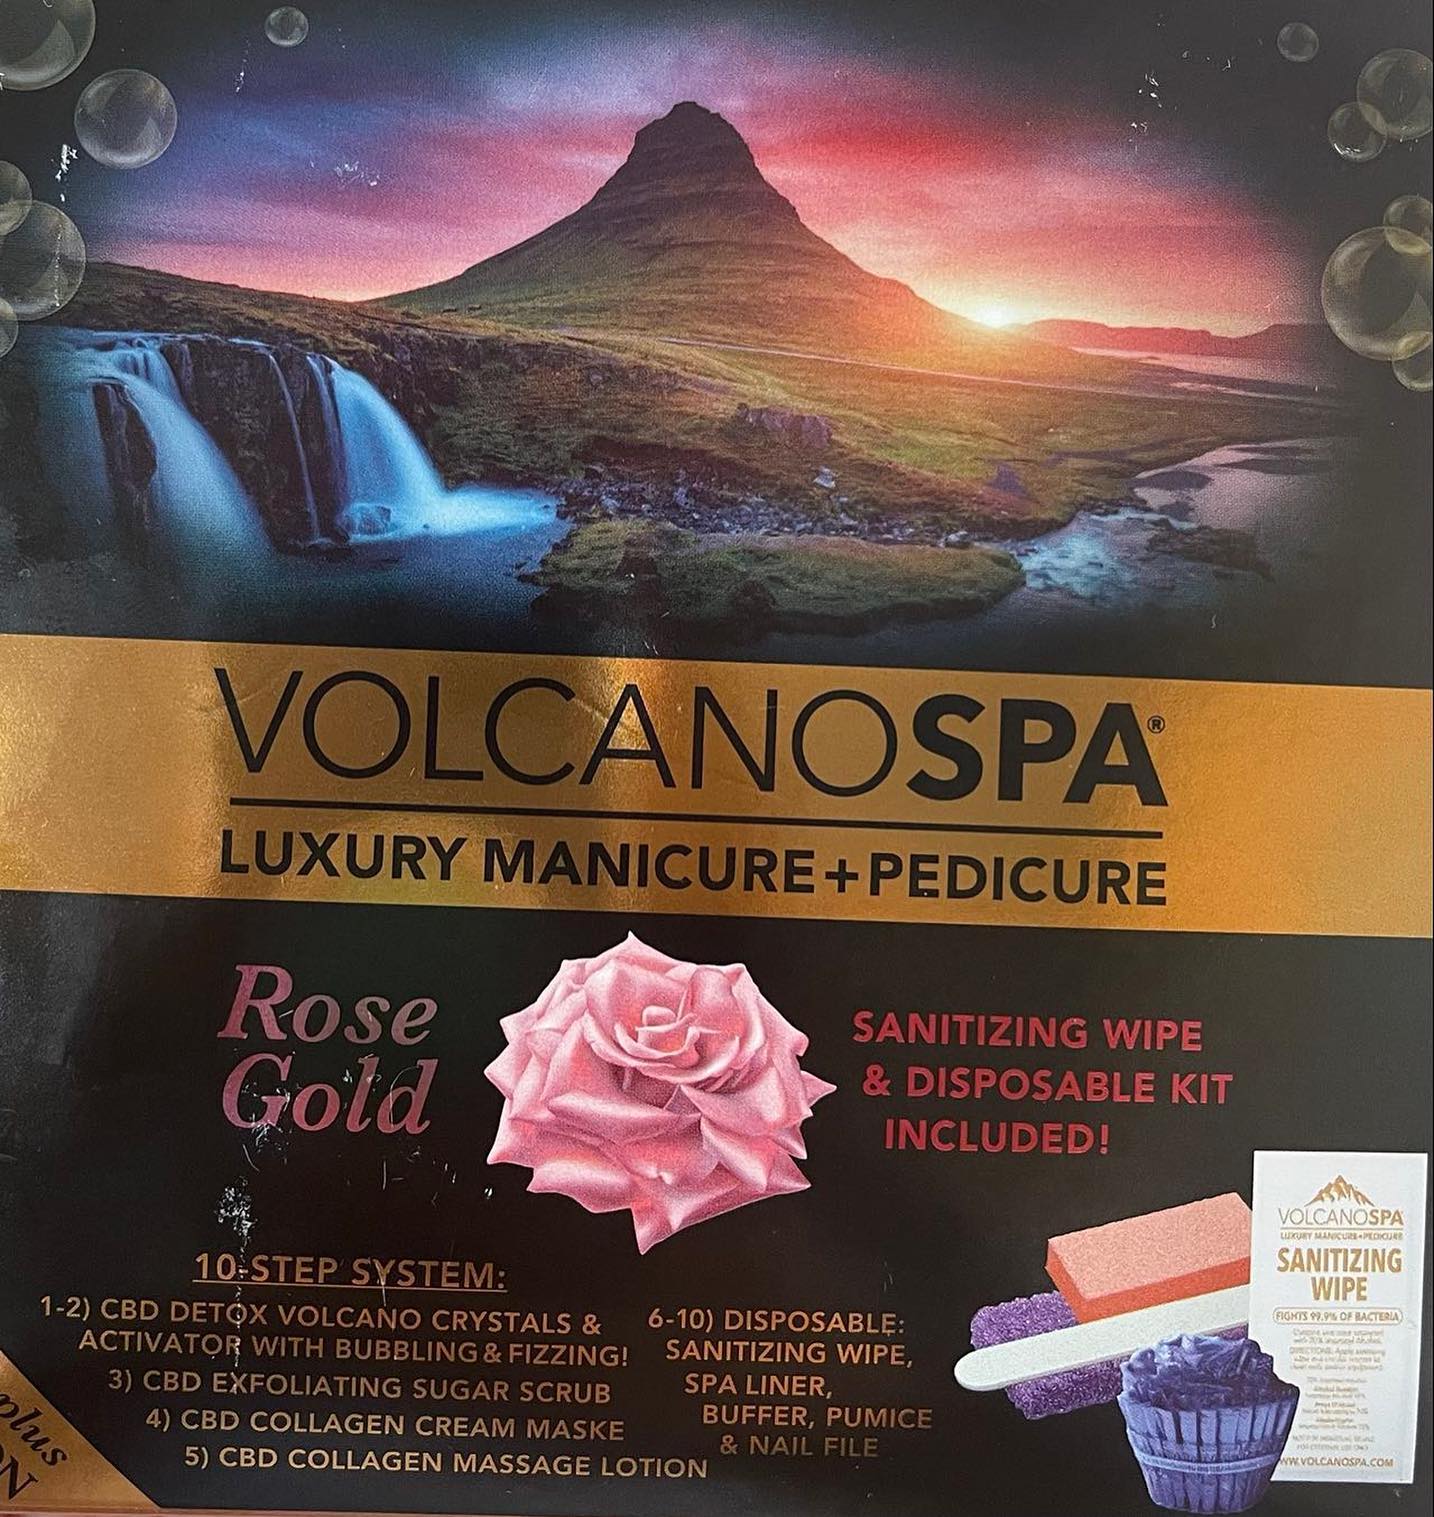 VOLCANOSPA®
LUXURY MANICURE+PEDICURE
Rose
Gold
SANITIZING WIPE
& DISPOSABLE KIT
INCLUDED!
10-STEP SYSTEM:
1-2) CBD DETOX VOLCANO CRYSTALS &
ACTIVATOR WITH BUBBLING & FIZZING!
3) CBD EXFOLIATING SUGAR SCRUB
4) CBD COLLAGEN CREAM MASKE
5) CBD COLLAGEN MASSAGE LOTION
6-10) DISPOSABLE:
SANITIZING WIPE,
SPA LINER,
BUFFER, PUMICE
& NAIL FILE
VOLCANOSPA
LUXURY MANICURE+PEDICURE
SANITIZING
WIPE
FIGHTS 99.9% OF BACTERIA
WWW.VOLCANOSPA.COM
plus